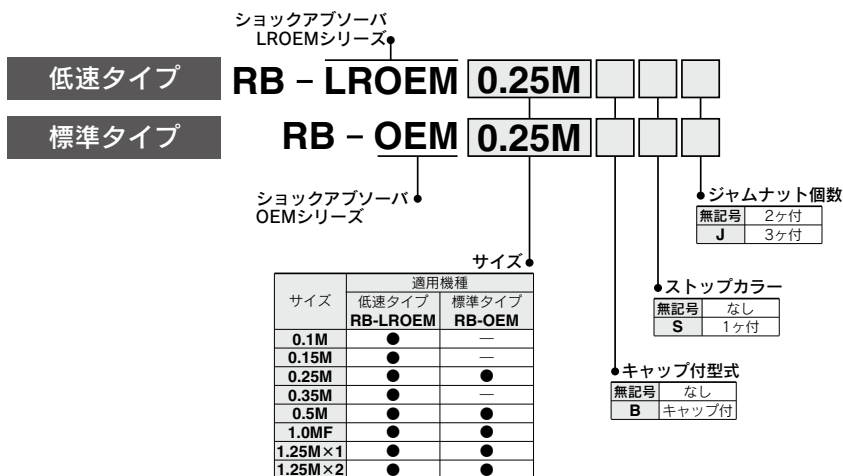 ショックアブソーバ
LROEMシリーズ
低速タイプ RB－LROEM 0.25M
標準タイプ RB－OEM 0.25M
ショックアブソーバ
OEMシリーズ
ジャムナット個数
無記号 2ヶ付
J 3ヶ付
サイズ
サイズ 適用機種
低速タイプ 標準タイプ
RB-LROEM RB-OEM
0.1M ● －
0.15M ● －
0.25M ● ●
0.35M ● －
0.5M ● ●
1.0MF ● ●
1.25M×1 ● ●
1.25M×2 ● ●
ストップカラー
無記号 なし
S 1ヶ付
キャップ付型式
無記号 なし
B キャップ付